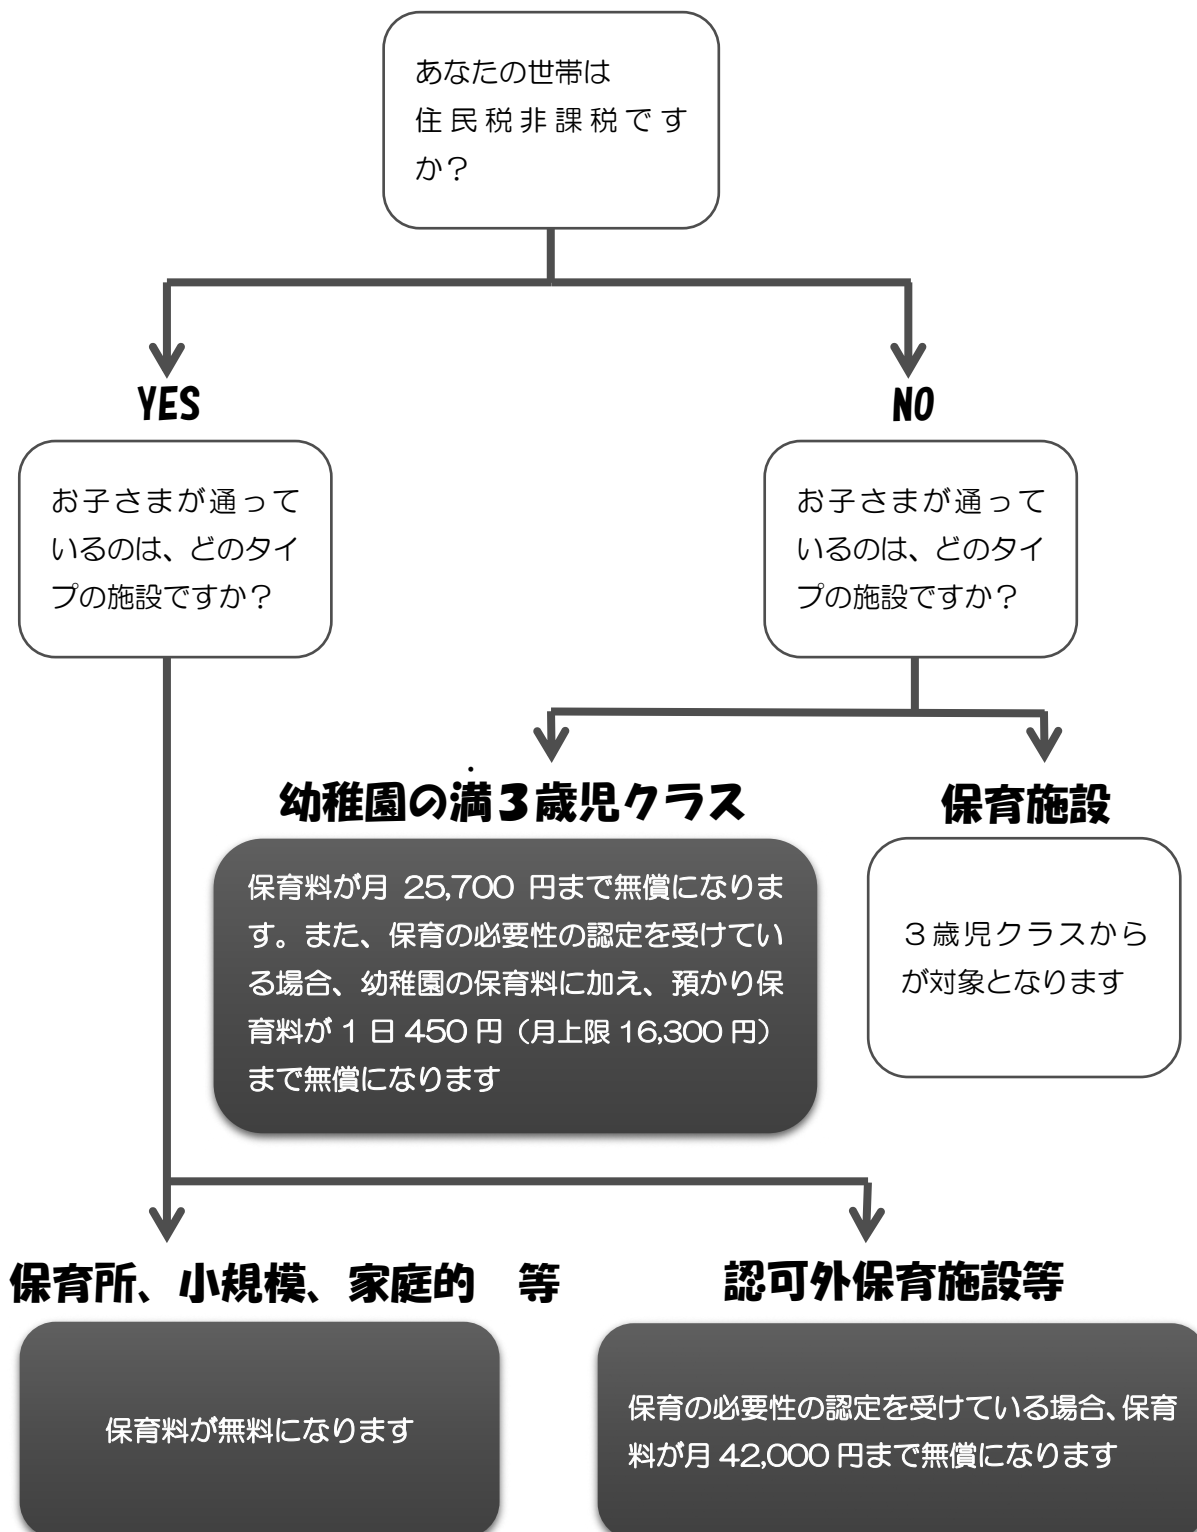 あなたの世帯は
住民税非課税です
か？
YES
NO
お子さまが通って
いるのは、どのタイ
プの施設ですか？
お子さまが通って
いるのは、どのタイ
プの施設ですか？
幼稚園の満３歳児クラス
保育施設
保育料が月 25,700 円まで無償になりま
す。また、保育の必要性の認定を受けてい
る場合、幼稚園の保育料に加え、預かり保
育料が 1 日 450 円（月上限 16,300 円）
まで無償になります
３歳児クラスから
が対象となります
保育所、小規模、家庭的　等
認可外保育施設等
保育料が無料になります
保育の必要性の認定を受けている場合、保育
料が月 42,000 円まで無償になります